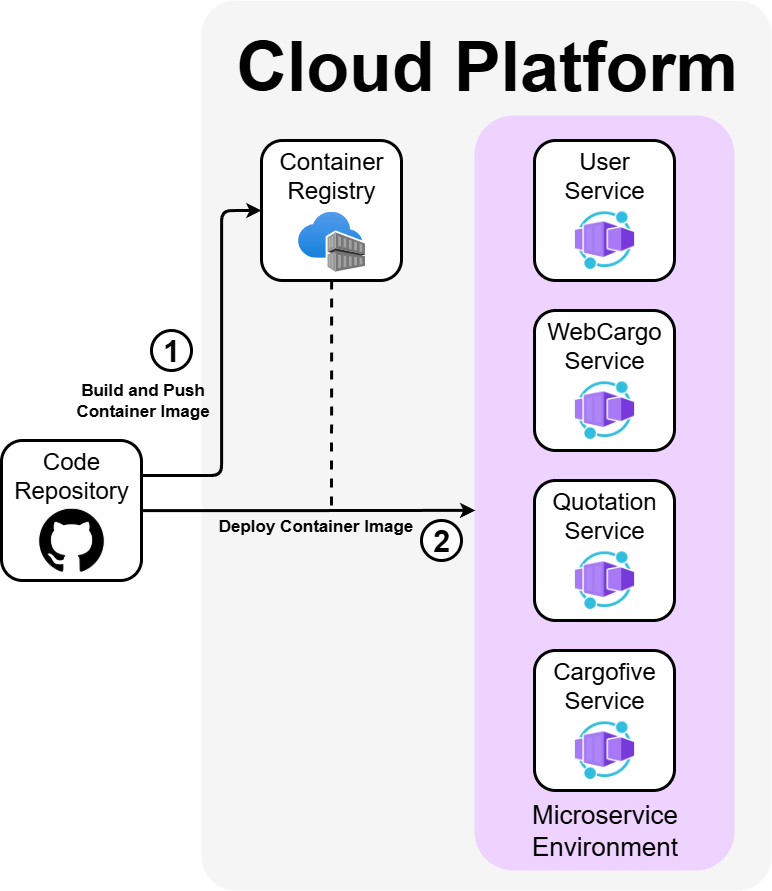 Cloud Platform
Container
Registry
User
Service
WebCargo
Service
1
Build and Push
Container Image
Code
Repository
Deploy Container Image
2
Quotation
Service
Cargofive
Service
Microservice
Environment